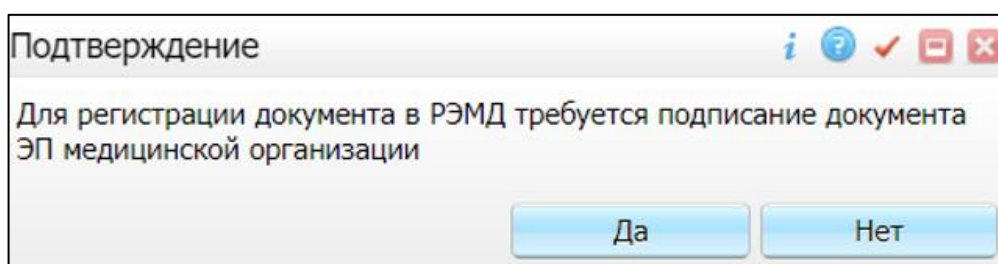 Подтверждение
Для регистрации документа в РЭМД требуется подписание документа
ЭП медицинской организации
Да Нет